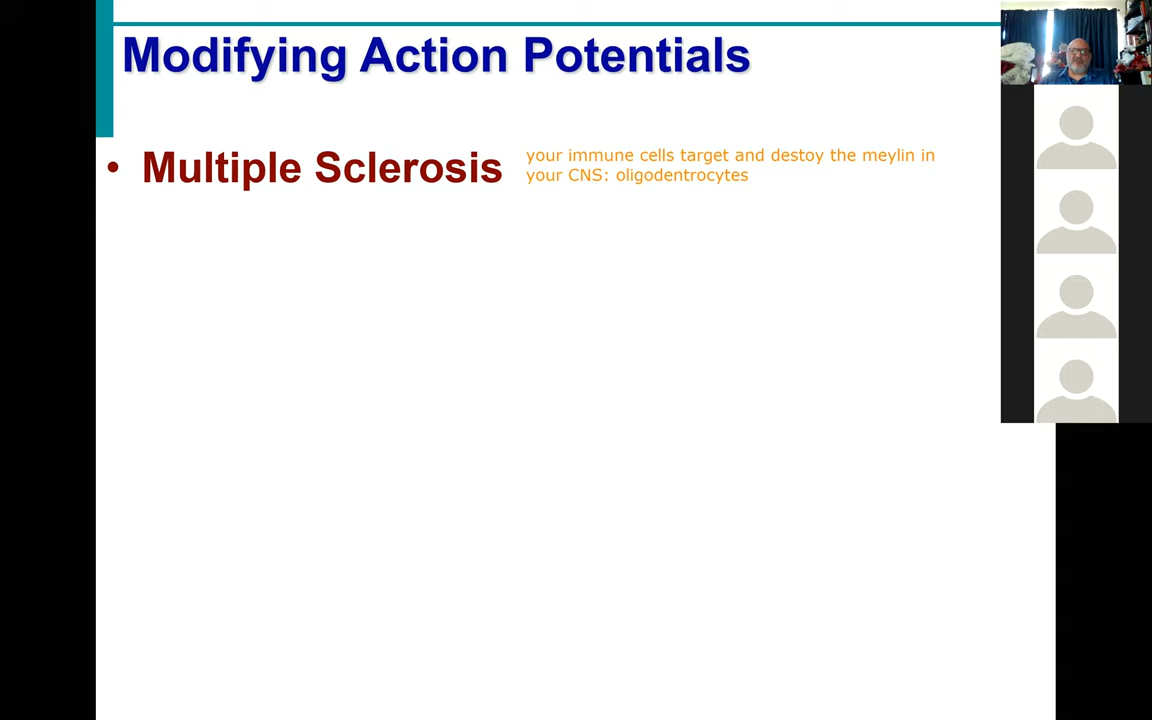 Modifying Action Potentials
• Multiple Sclerosis
your immune cells target and destoy the meylin in
your CNS: oligodentrocytes